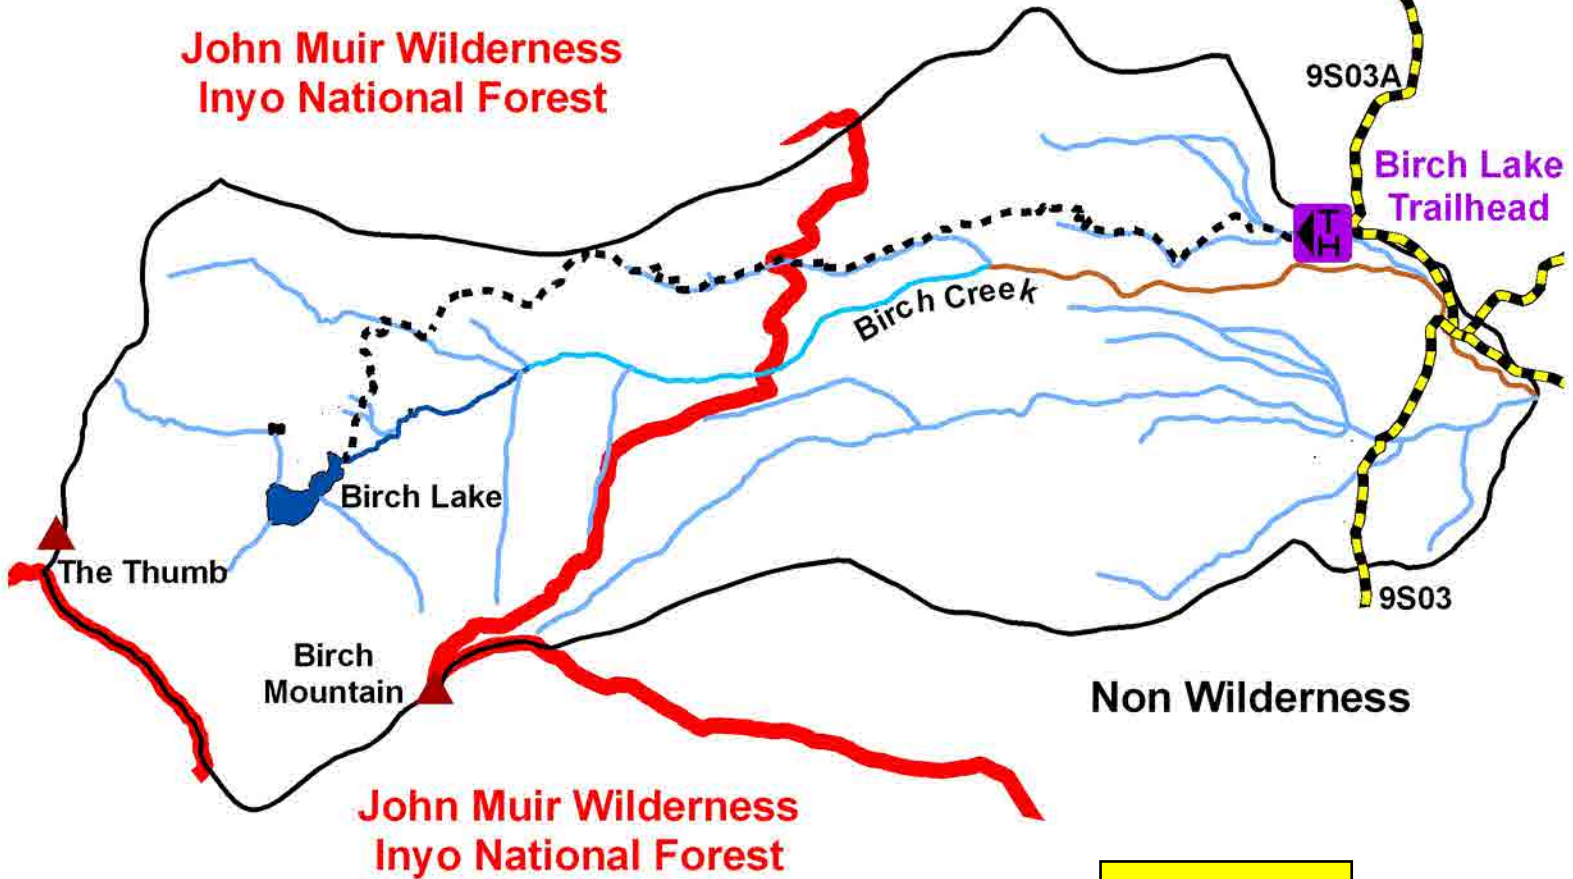 John Muir Wilderness
Inyo National Forest
9S03A
Birch Lake
Trailhead
TH
Birch Creek
Birch Lake
The Thumb
9S03
Birch
Mountain
Non Wilderness
John Muir Wilderness
Inyo National Forest